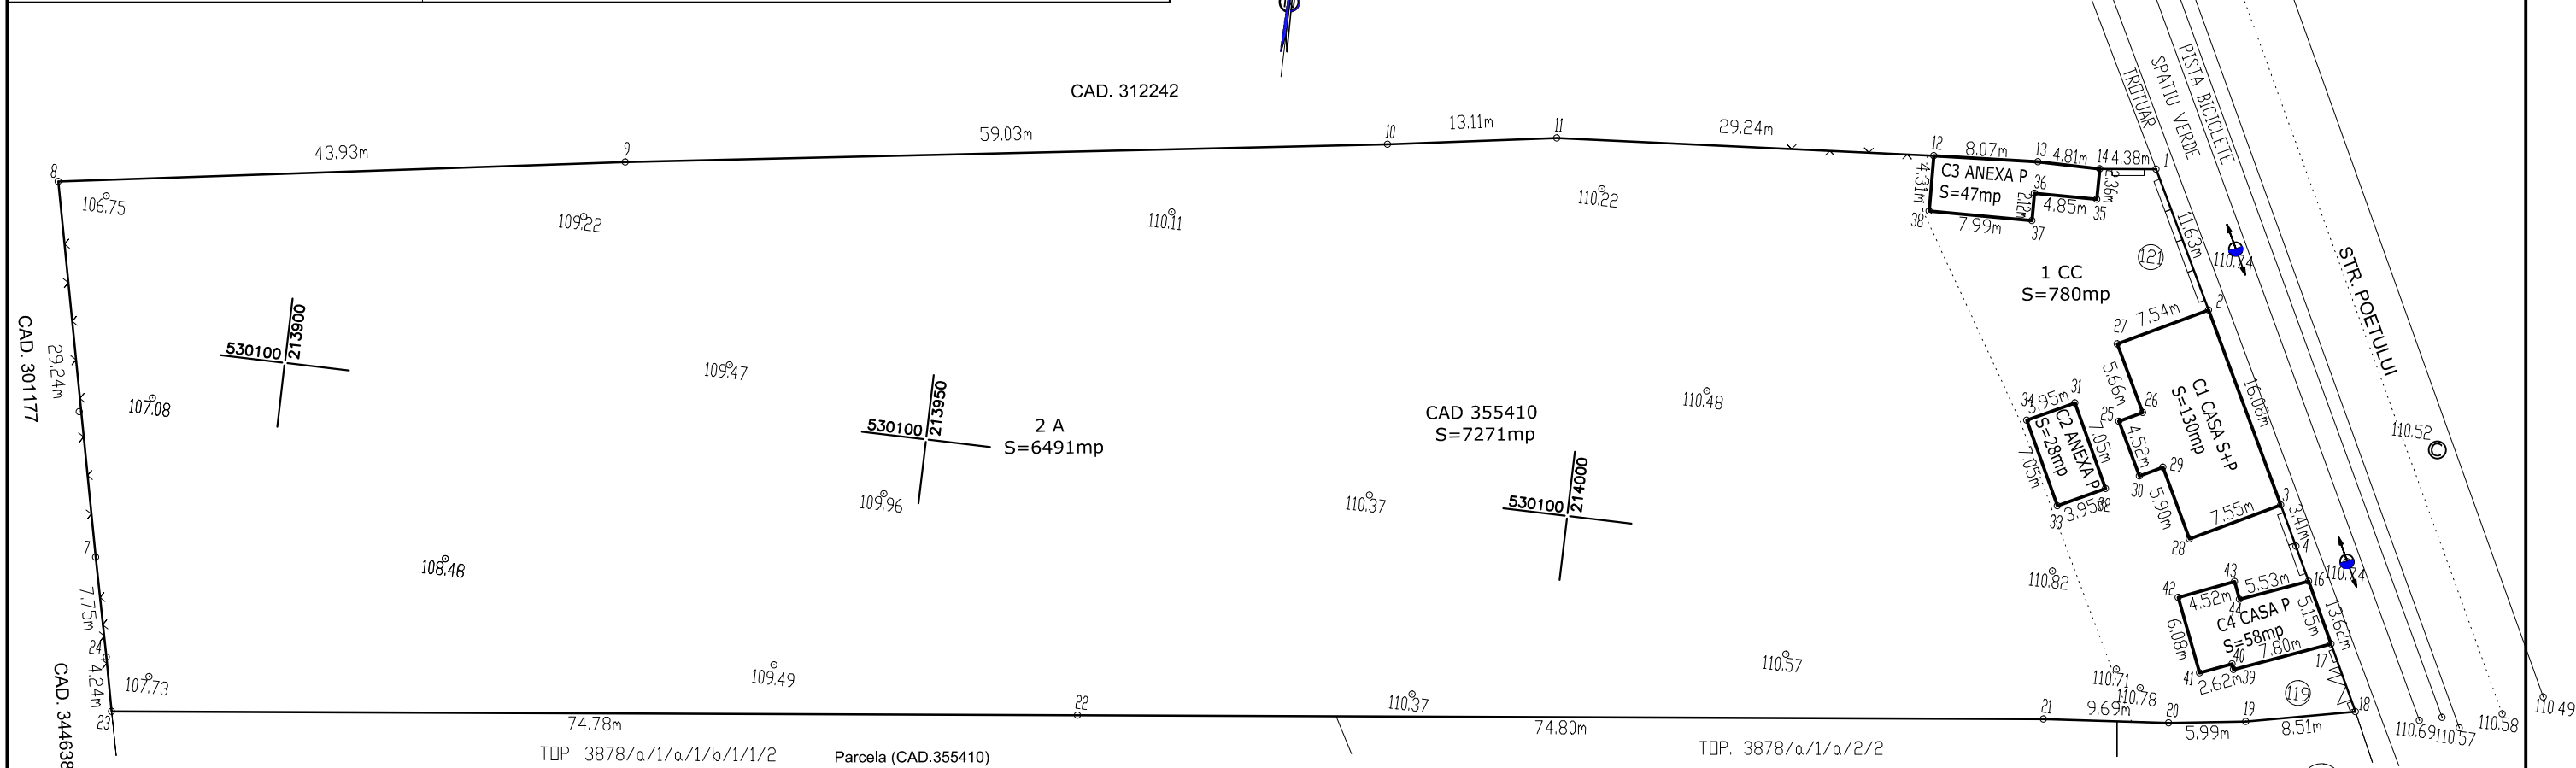 CAD. 312242
8
43.93m
9
59.03m
10
13.11m
11
29.24m
12
8.07m
13
4.81m
14
4.38m
1
TROTUAR
SPATIU VERDE
PISTA BICICLETE
STR. POETULUI
106.75
109.22
110.11
110.22
C3 ANEXA P
S=47mp
4.31m
38
7.99m
37
2.12m
36
4.85m
35
2.36m
11.63m
121
110.74
1 CC
S=780mp
2
27
7.54m
5.66m
26
25
4.52m
30
29
5.90m
28
7.55m
C1 CASA S+P
S=130mp
16.08m
3
3.41m
4
34
3.95m
31
C2 ANEXA P
S=28mp
7.05m
7.05m
33
3.95m
32
CAD. 301177
29.24m
107.08
530100
213900
109.47
530100
213950
2 A
S=6491mp
109.96
CAD 355410
S=7271mp
110.48
110.37
530100
214000
110.52
C
7
7.75m
24
4.24m
23
CAD. 344638
108.48
107.73
109.49
110.37
110.57
110.82
110.71
110.78
42
43
4.52m
44
5.53m
16
110.74
C4 CASA P
S=58mp
6.08m
5.15m
13.62m
41
2.62m
40
39
7.80m
17
119
18
22
74.78m
74.80m
21
9.69m
20
5.99m
19
8.51m
110.69
110.57
110.58
110.49
TOP. 3878/a/1/a/1/b/1/1/2
Parcela (CAD.355410)
TOP. 3878/a/1/a/2/2